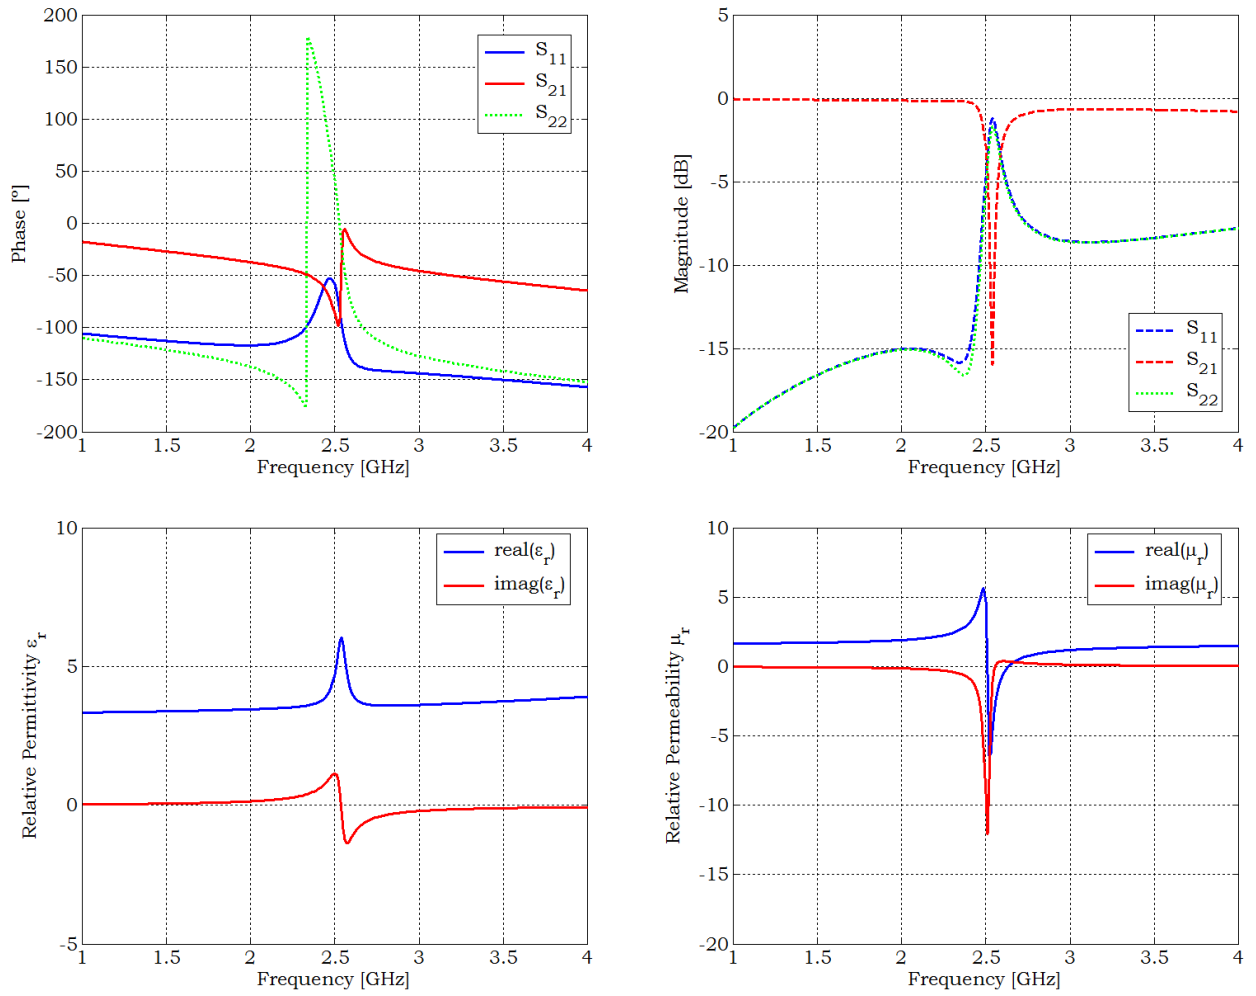 200
150
100
50
0
-50
-100
-150
-200
Phase [º]
S11
S21
S22
1 1.5 2 2.5 3 3.5 4
Frequency [GHz]
5
0
-5
-10
-15
-20
Magnitude [dB]
S11
S21
S22
1 1.5 2 2.5 3 3.5 4
Frequency [GHz]
10
5
0
-5
Relative Permittivity εr
real(εr)
imag(εr)
1 1.5 2 2.5 3 3.5 4
Frequency [GHz]
10
5
0
-5
-10
-15
-20
Relative Permeability μr
real(μr)
imag(μr)
1 1.5 2 2.5 3 3.5 4
Frequency [GHz]